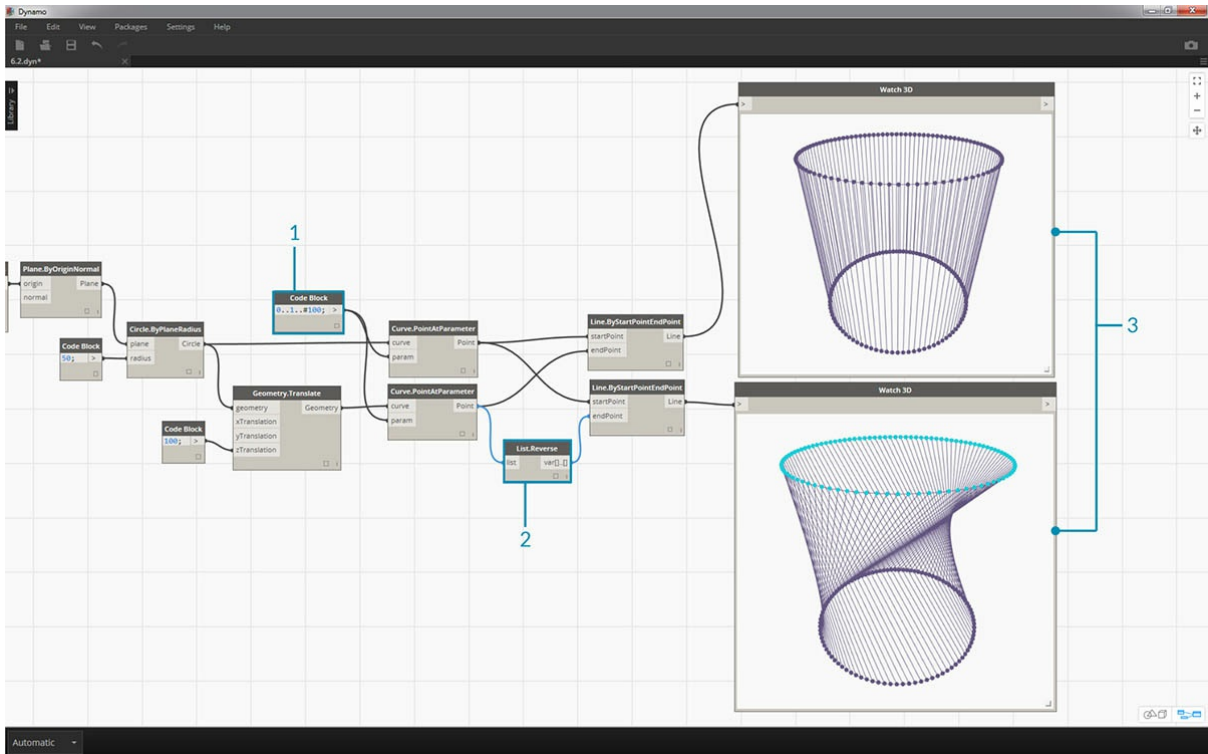 Dynamo
File Edit View Packages Settings Help
6.2.dyn* ×
Library
Watch 3D
> >
1
Plane.ByOriginNormal
origin Plane
normal
Code Block
0..1..#100; >
Circle.ByPlaneRadius
plane Circle
radius
Code Block
50; >
Curve.PointAtParameter
curve Point
param
Line.ByStartPointEndPoint
startPoint Line
endPoint
3
Geometry.Translate
geometry Geometry
xTranslation
yTranslation
zTranslation
Code Block
100; >
Curve.PointAtParameter
curve Point
param
Line.ByStartPointEndPoint
startPoint Line
endPoint
Watch 3D
> >
List.Reverse
list var[]..[]
2
Automatic